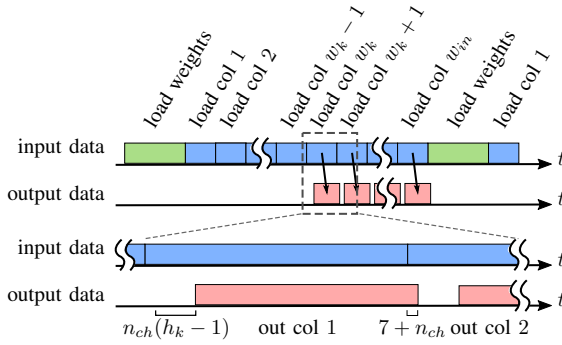 load weights
load col 1
load col 2
load col w_k − 1
load col w_k
load col w_k + 1
load col w_in
load weights
load col 1
input data t
output data t
input data t
output data t
n_ch(h_k − 1) out col 1 7 + n_ch out col 2